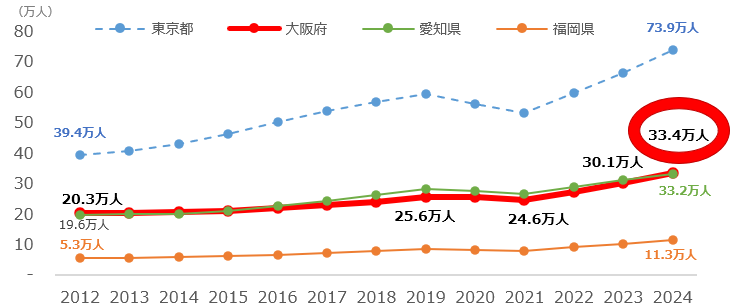 （万人）
東京都 大阪府 愛知県 福岡県
80
70
60
50
40
30
20
10
-
73.9万人
39.4万人
33.4万人
30.1万人
20.3万人
33.2万人
19.6万人
25.6万人
24.6万人
5.3万人
11.3万人
2012 2013 2014 2015 2016 2017 2018 2019 2020 2021 2022 2023 2024